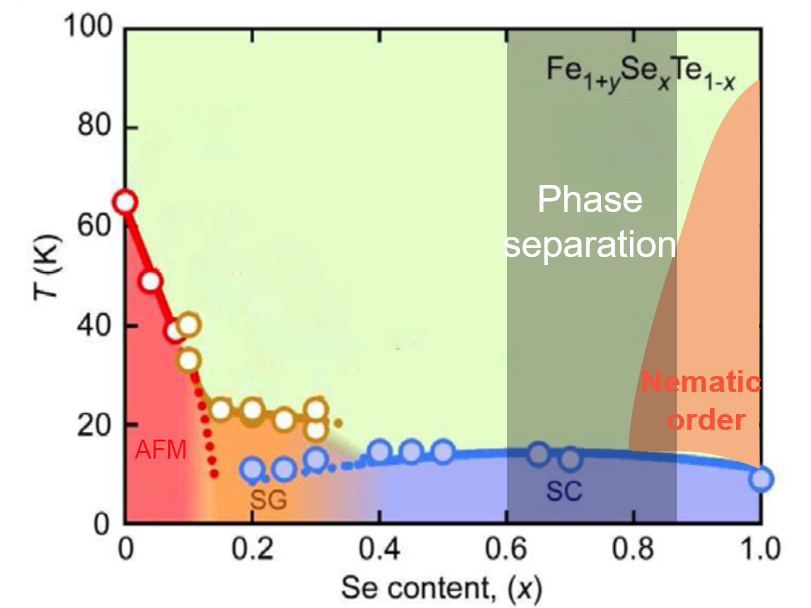 100
80
60
40
20
0
T (K)
Fe₁₊ᵧSeₓTe₁₋ₓ
Phase
separation
Nematic
order
AFM
SG
SC
0 0.2 0.4 0.6 0.8 1.0
Se content, (x)